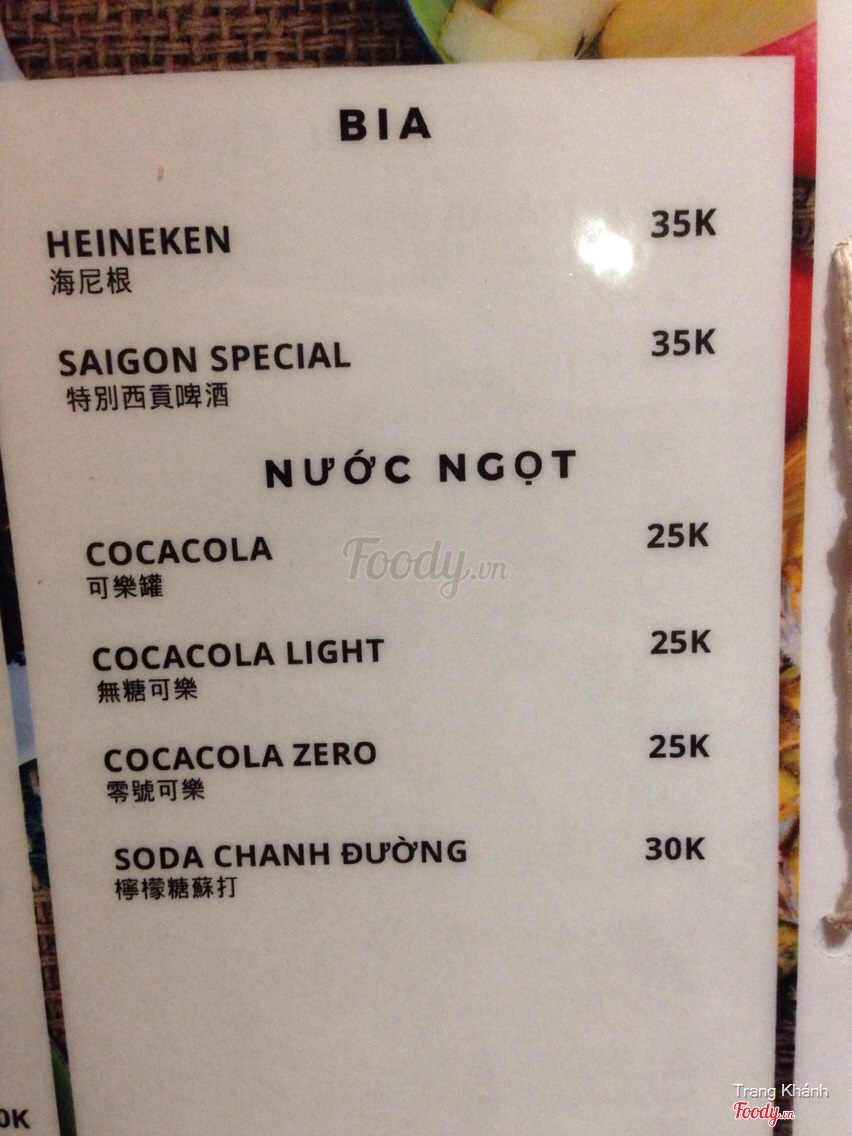 BIA
HEINEKEN 35K
海尼根
SAIGON SPECIAL 35K
特別西貢啤酒
NƯỚC NGỌT
COCACOLA 25K
可樂罐
Foody.vn
COCACOLA LIGHT 25K
無糖可樂
COCACOLA ZERO 25K
零號可樂
SODA CHANH ĐƯỜNG 30K
檸檬糖蘇打
0K
Trang Khánh
Foody.vn